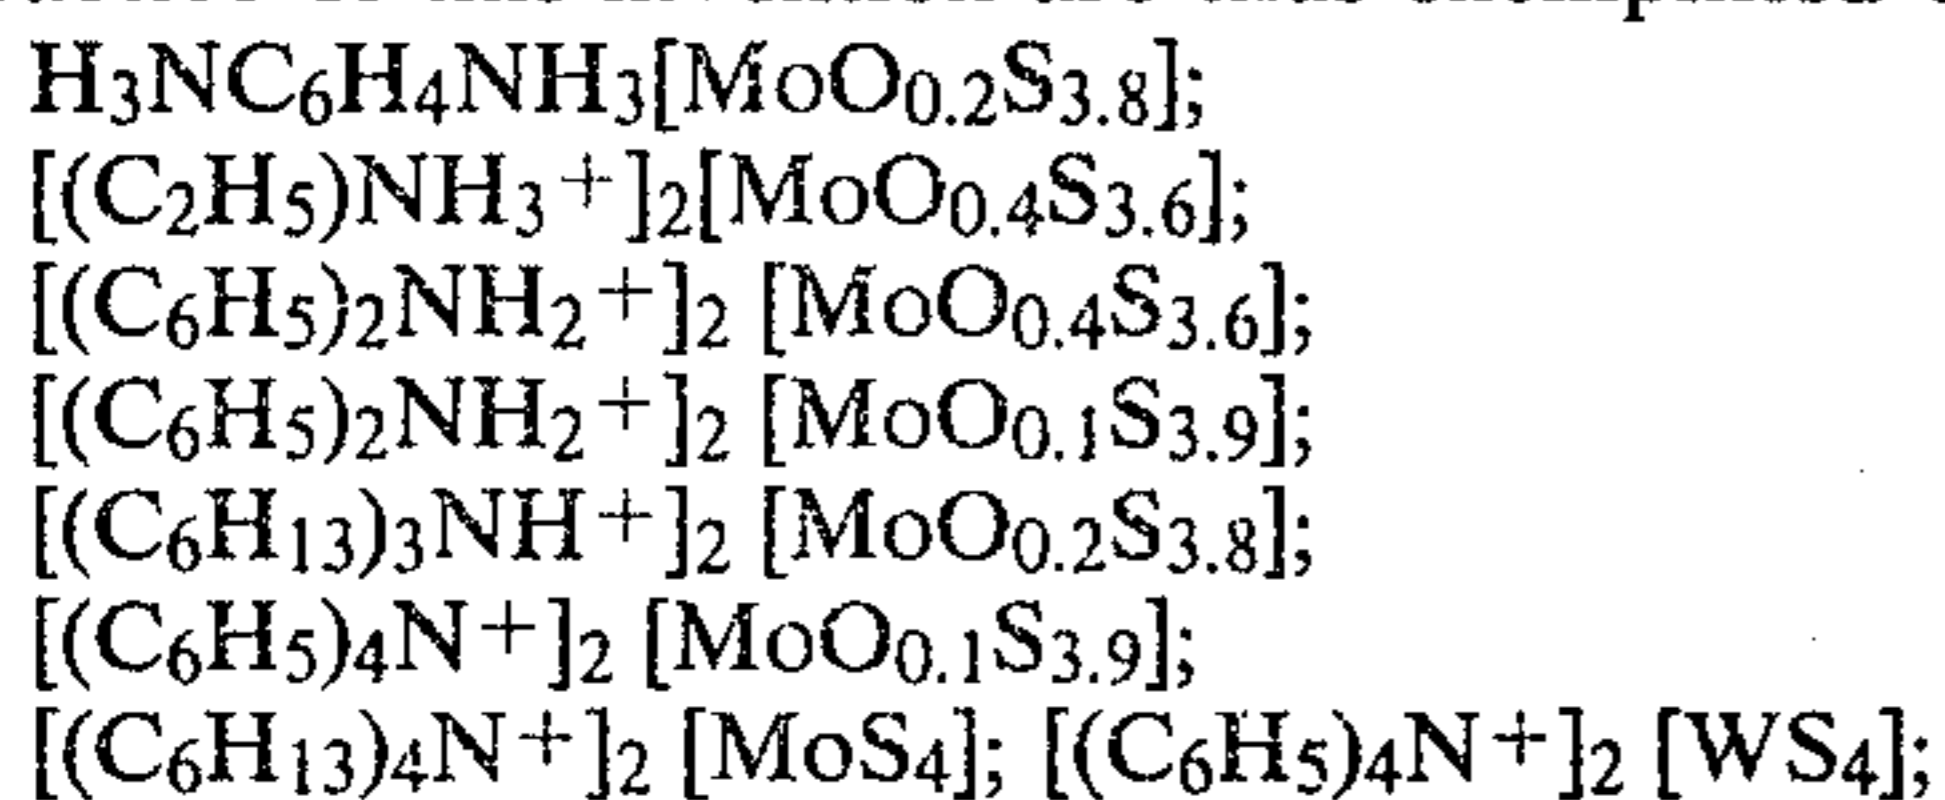 H₃NC₆H₄NH₃[MoO₀.₂S₃.₈];
[(C₂H₅)NH₃⁺]₂[MoO₀.₄S₃.₆];
[(C₆H₅)₂NH₂⁺]₂ [MoO₀.₄S₃.₆];
[(C₆H₅)₂NH₂⁺]₂ [MoO₀.₁S₃.₉];
[(C₆H₁₃)₃NH⁺]₂ [MoO₀.₂S₃.₈];
[(C₆H₅)₄N⁺]₂ [MoO₀.₁S₃.₉];
[(C₆H₁₃)₄N⁺]₂ [MoS₄]; [(C₆H₅)₄N⁺]₂ [WS₄];